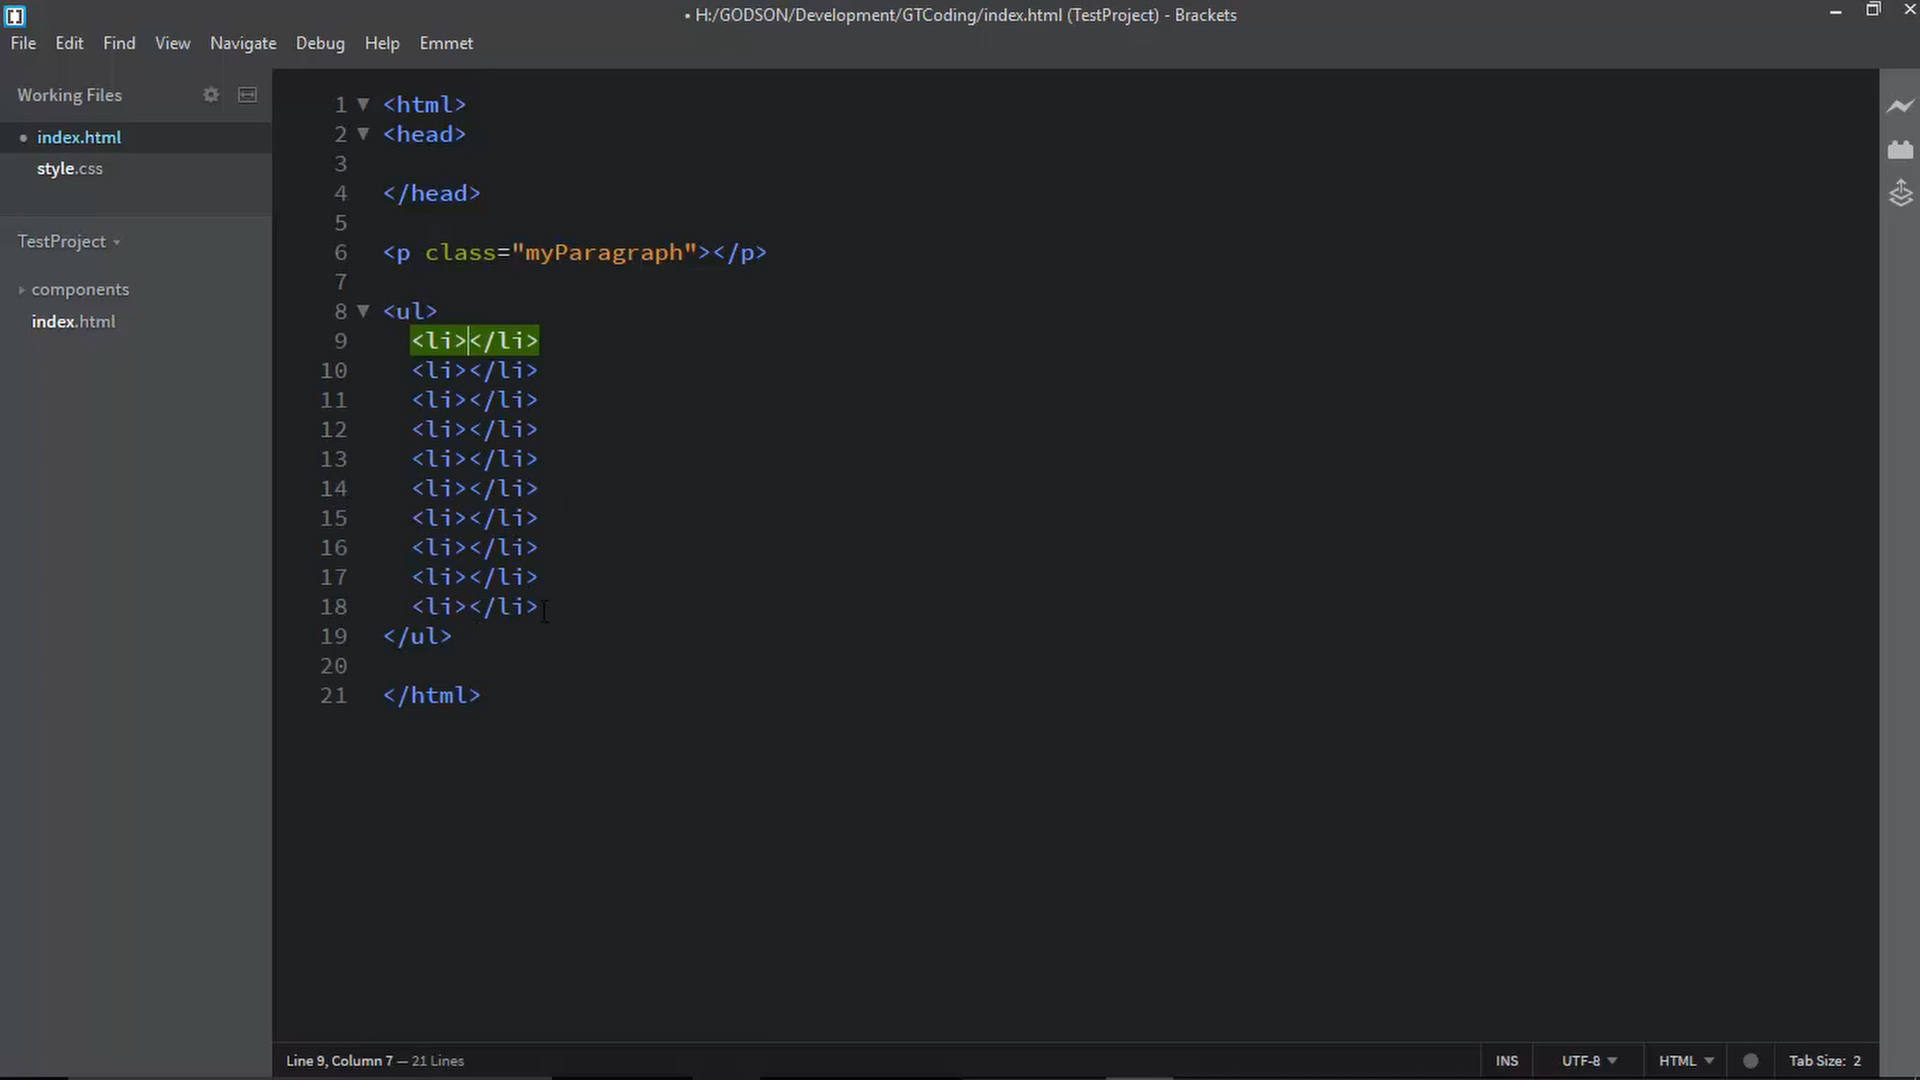 • H:/GODSON/Development/GTCoding/index.html (TestProject) - Brackets
File Edit Find View Navigate Debug Help Emmet
Working Files
• index.html
style.css
TestProject
components
index.html
1 <html>
2 <head>
3
4 </head>
5
6 <p class="myParagraph"></p>
7
8 <ul>
9 <li></li>
10 <li></li>
11 <li></li>
12 <li></li>
13 <li></li>
14 <li></li>
15 <li></li>
16 <li></li>
17 <li></li>
18 <li></li>
19 </ul>
20
21 </html>
Line 9, Column 7 — 21 Lines INS UTF-8 HTML Tab Size: 2